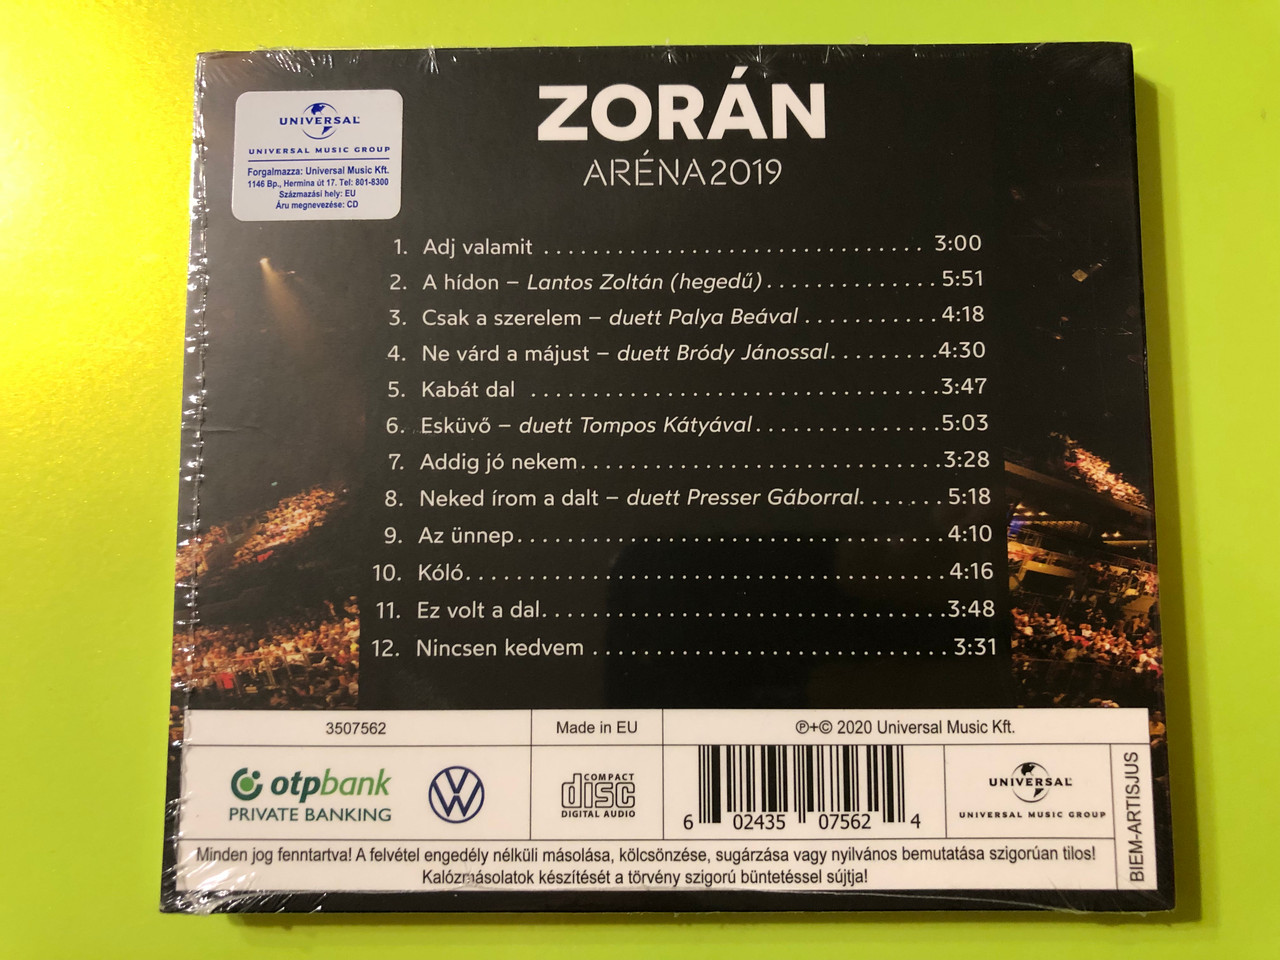 ZORÁN
ARÉNA2019
UNIVERSAL
UNIVERSAL MUSIC GROUP
Forgalmazza: Universal Music Kft.
1146 Bp., Hermina út 17. Tel: 801-8300
Százmazási hely: EU
Áru megnevezése: CD
1. Adj valamit ............................... 3:00
2. A hídon – Lantos Zoltán (hegedű).............. 5:51
3. Csak a szerelem – duett Palya Beával ........... 4:18
4. Ne várd a májust – duett Bródy Jánossal.........4:30
5. Kabát dal ..................................3:47
6. Esküvő – duett Tompos Kátyával...............5:03
7. Addig jó nekem..............................3:28
8. Neked írom a dalt – duett Presser Gáborral....... 5:18
9. Az ünnep...................................4:10
10. Kóló.......................................4:16
11. Ez volt a dal.................................3:48
12. Nincsen kedvem .............................3:31
3507562
Made in EU
℗+© 2020 Universal Music Kft.
otpbank
PRIVATE BANKING
VW
COMPACT
disc
DIGITAL AUDIO
6 02435 07562 4
UNIVERSAL
UNIVERSAL MUSIC GROUP
BIEM-ARTISJUS
Minden jog fenntartva! A felvétel engedély nélküli másolása, kölcsönzése, sugárzása vagy nyilvános bemutatása szigorúan tilos!
Kalózmásolatok készítését a törvény szigorú büntetéssel sújtja!